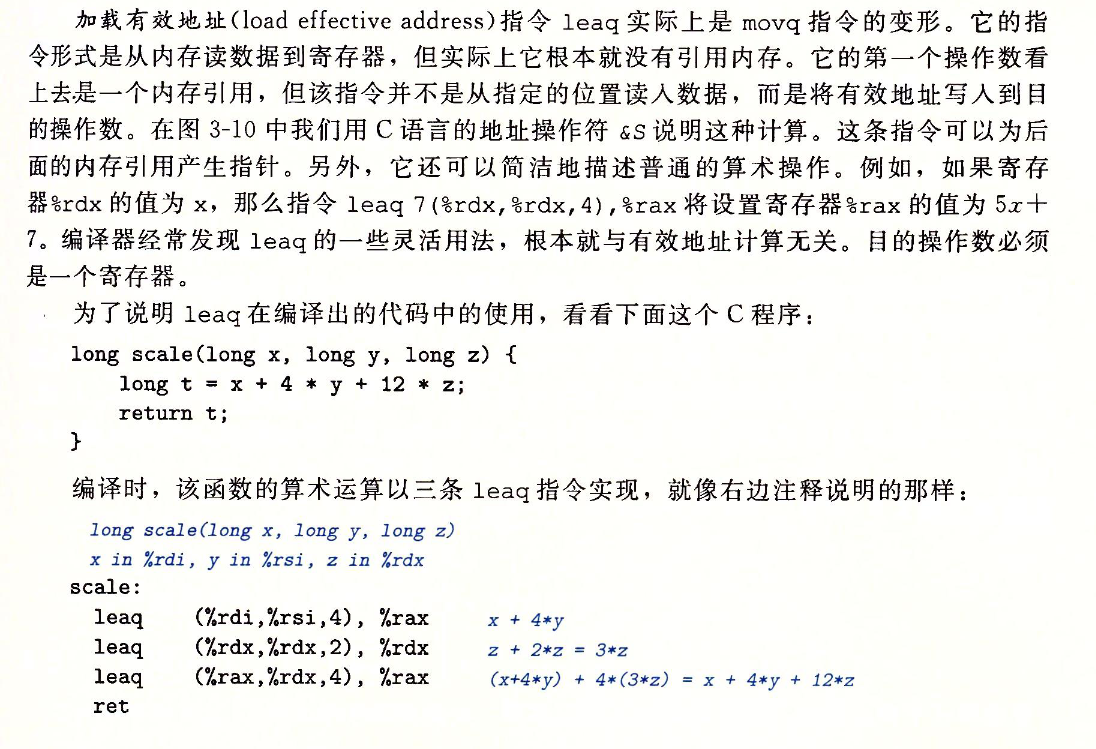 加载有效地址(load effective address)指令 leaq 实际上是 movq 指令的变形。它的指
令形式是从内存读数据到寄存器，但实际上它根本就没有引用内存。它的第一个操作数看
上去是一个内存引用，但该指令并不是从指定的位置读入数据，而是将有效地址写入到目
的操作数。在图 3-10 中我们用 C 语言的地址操作符 &S 说明这种计算。这条指令可以为后
面的内存引用产生指针。另外，它还可以简洁地描述普通的算术操作。例如，如果寄存
器%rdx 的值为 x，那么指令 leaq 7(%rdx,%rdx,4),%rax 将设置寄存器%rax 的值为 5x＋
7。编译器经常发现 leaq 的一些灵活用法，根本就与有效地址计算无关。目的操作数必须
是一个寄存器。
为了说明 leaq 在编译出的代码中的使用，看看下面这个 C 程序：
long scale(long x, long y, long z) {
    long t = x + 4 * y + 12 * z;
    return t;
}
编译时，该函数的算术运算以三条 leaq 指令实现，就像右边注释说明的那样：
long scale(long x, long y, long z)
x in %rdi, y in %rsi, z in %rdx
scale:
  leaq    (%rdi,%rsi,4), %rax    x + 4*y
  leaq    (%rdx,%rdx,2), %rdx    z + 2*z = 3*z
  leaq    (%rax,%rdx,4), %rax    (x+4*y) + 4*(3*z) = x + 4*y + 12*z
  ret